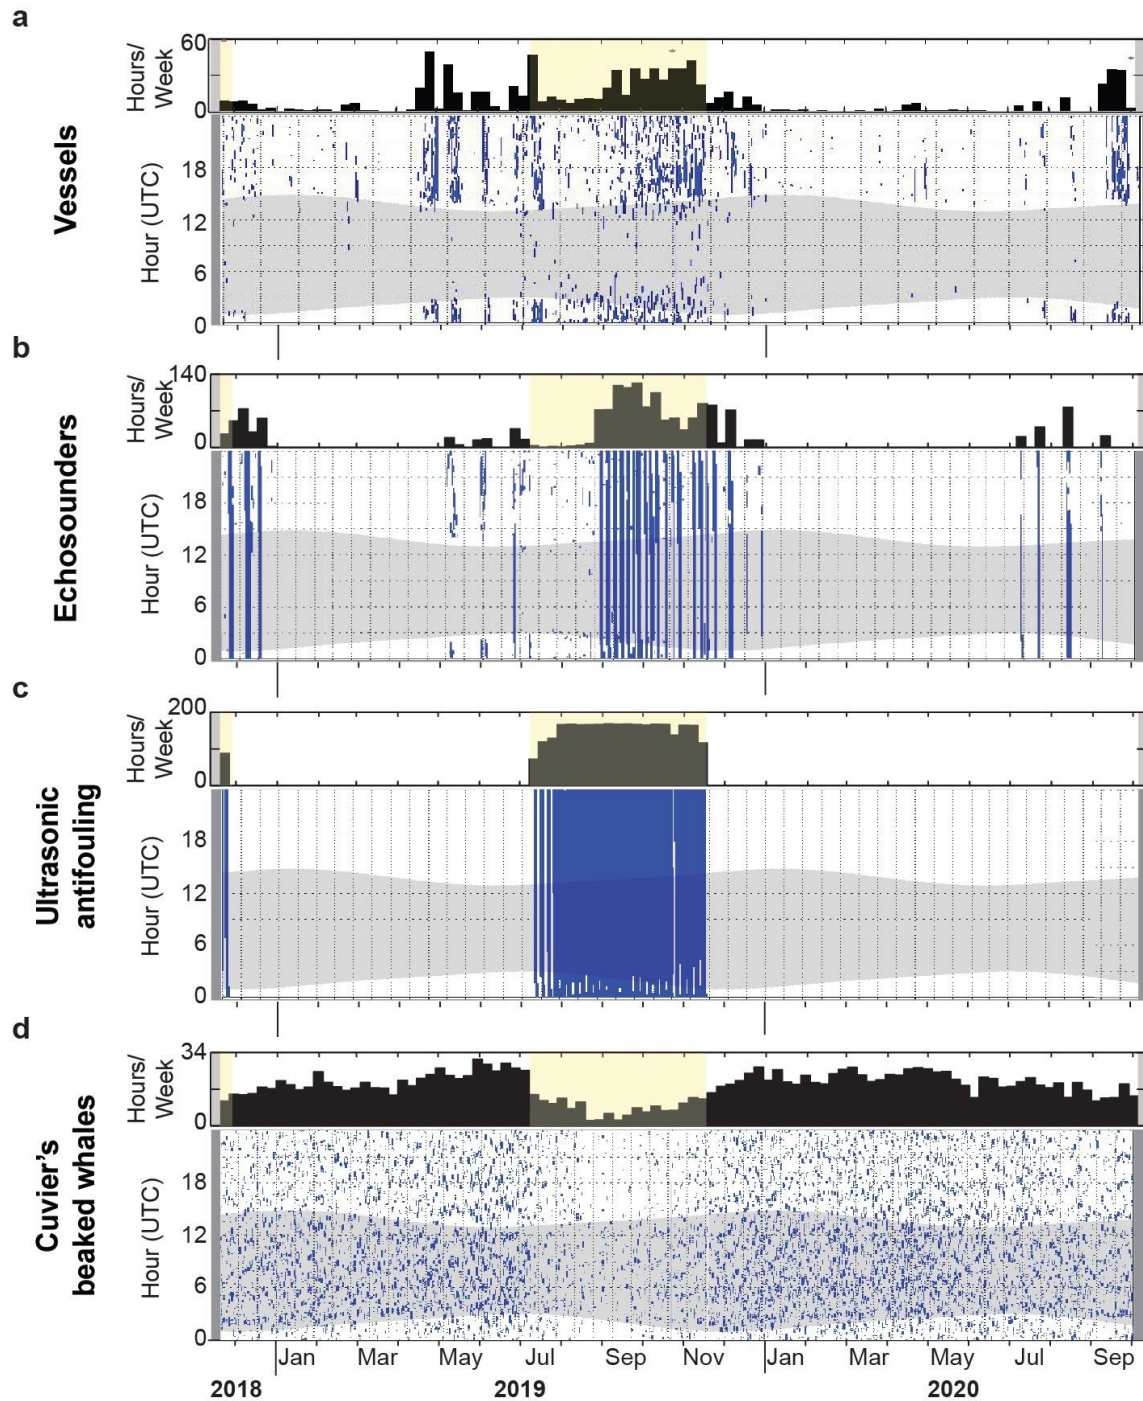 a
60
Hours/
Week
0
Vessels
Hour (UTC)
18
12
6
0
b
140
Hours/
Week
0
Echosounders
Hour (UTC)
18
12
6
0
c
200
Hours/
Week
0
Ultrasonic
antifouling
Hour (UTC)
18
12
6
0
d
34
Hours/
Week
0
Cuvier's
beaked whales
Hour (UTC)
18
12
6
0
Jan Mar May Jul Sep Nov Jan Mar May Jul Sep
2018 2019 2020